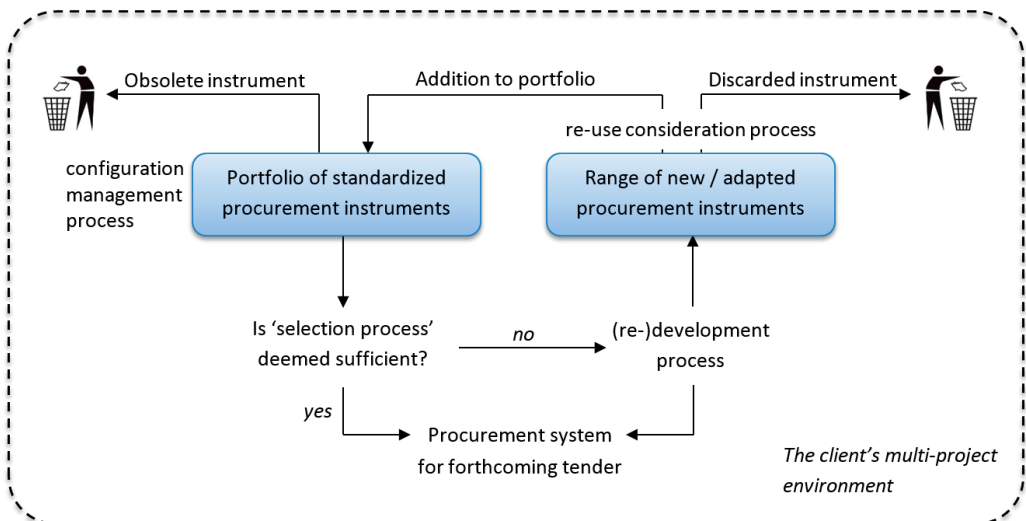 Obsolete instrument
Addition to portfolio
Discarded instrument
re-use consideration process
configuration
management
process
Portfolio of standardized
procurement instruments
Range of new / adapted
procurement instruments
Is ‘selection process’
deemed sufficient?
no
(re-)development
process
yes
Procurement system
for forthcoming tender
The client’s multi-project
environment